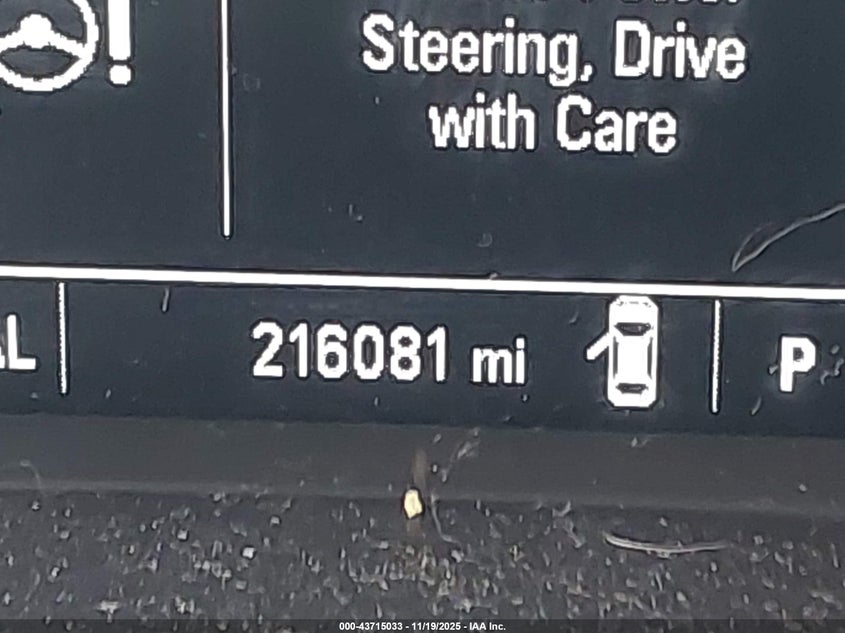 Steering, Drive
with Care
216081 mi
P
000-43715033 - 11/19/2025 - IAA Inc.